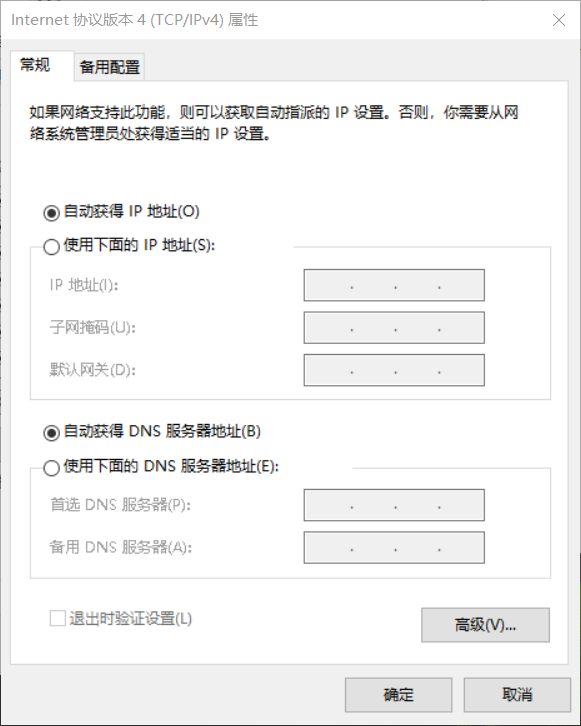 Internet 协议版本 4 (TCP/IPv4) 属性
常规
备用配置
如果网络支持此功能，则可以获取自动指派的 IP 设置。否则，你需要从网
络系统管理员处获得适当的 IP 设置。
自动获得 IP 地址(O)
使用下面的 IP 地址(S):
IP 地址(I):
子网掩码(U):
默认网关(D):
自动获得 DNS 服务器地址(B)
使用下面的 DNS 服务器地址(E):
首选 DNS 服务器(P):
备用 DNS 服务器(A):
退出时验证设置(L)
高级(V)...
确定
取消